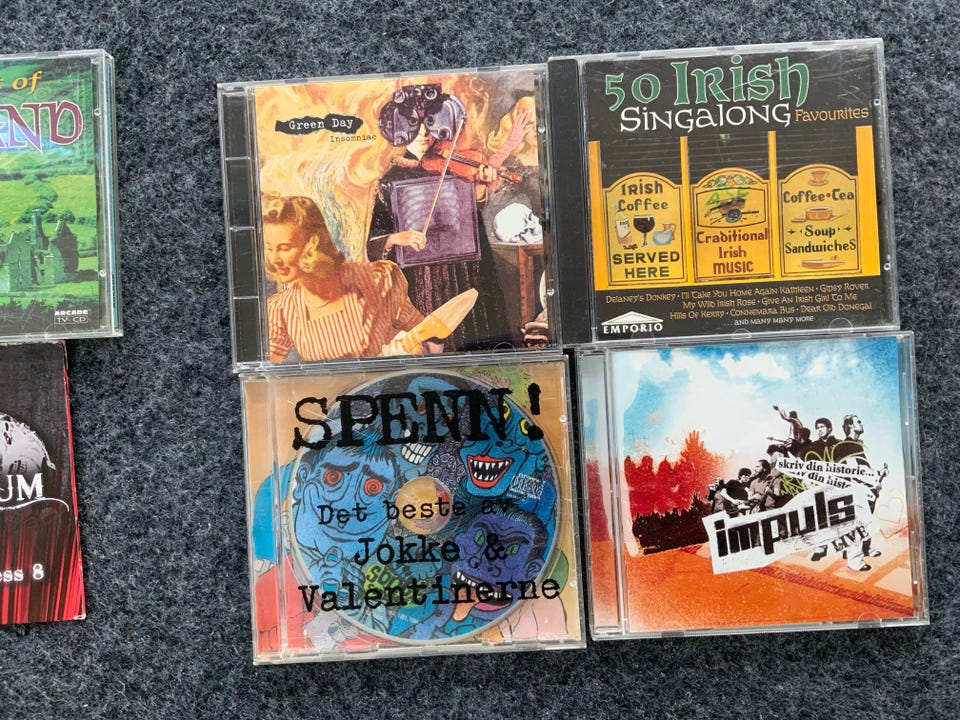 of
ARCADE
TV-CD
UM
ess 8
Green Day
Insomniac
50 IRISH
SINGALONG FAVOURITES
IRISH
COFFEE
SERVED
HERE
Craditional
Irish
MUSIC
COFFEE•TEA
•SOUP•
SANDWICHES
DELANEY'S DONKEY • I'LL TAKE YOU HOME AGAIN KATHLEEN • GIPSY ROVER
MY WILD IRISH ROSE • GIVE AN IRISH GIRL TO ME
HILLS OF KERRY • CONNEMARA BUS • DEAR OLD DONEGAL
...AND MANY MANY MORE
EMPORIO
SPENN!
Det beste av
Jokke &
Valentinerne
skriv din historie...
din histo
impuls
LIVE